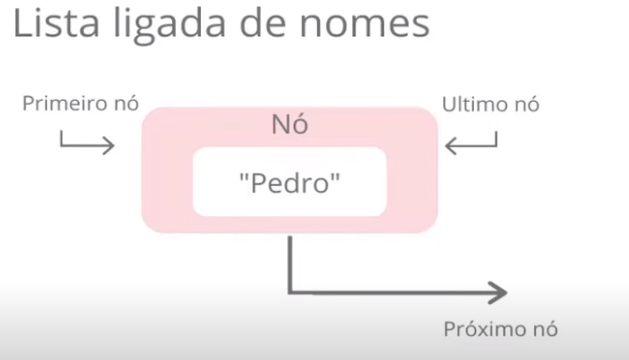 Lista ligada de nomes
Primeiro nó
Ultimo nó
Nó
"Pedro"
Próximo nó